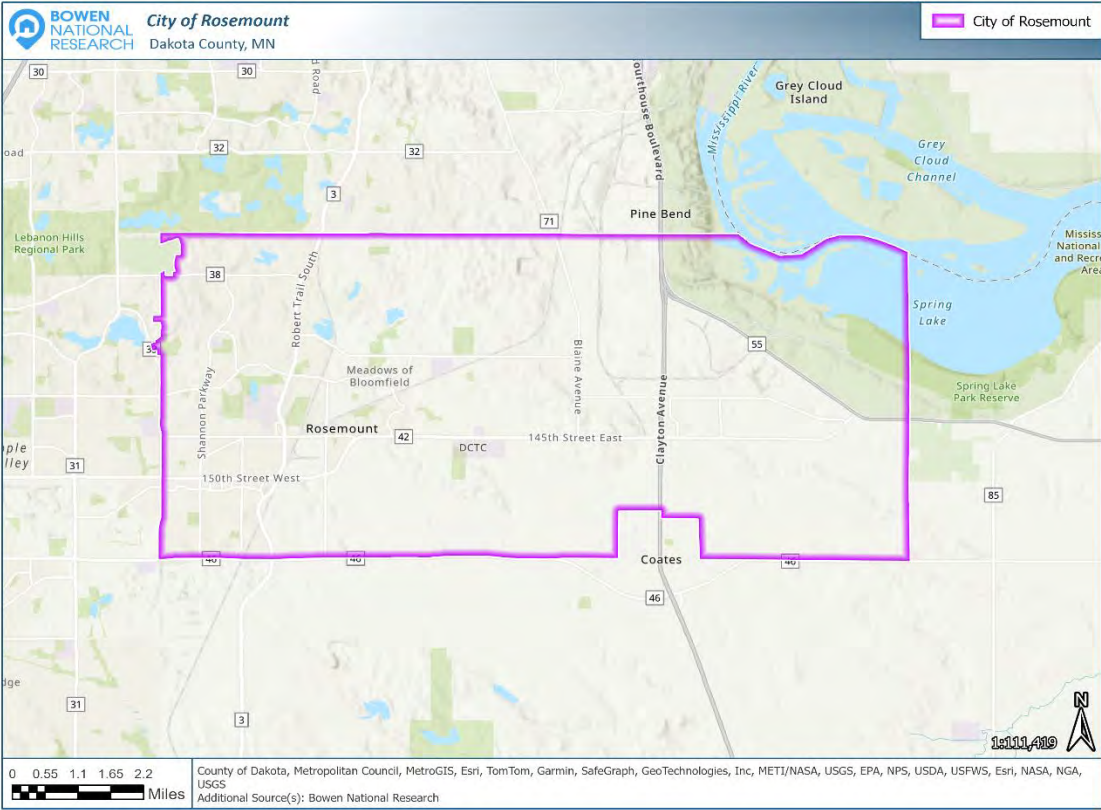 BOWEN
NATIONAL
RESEARCH
City of Rosemount
Dakota County, MN
City of Rosemount
30
30
Road
ourthouse Boulevard
Mississippi River
Grey Cloud
Island
oad
32
32
3
Grey
Cloud
Channel
71
Pine Bend
Lebanon Hills
Regional Park
Mississ
National
and Recre
Area
38
Robert Trail South
Spring
Lake
Shannon Parkway
Meadows of
Bloomfield
Blaine Avenue
55
Clayton Avenue
Spring Lake
Park Reserve
Rosemount
42
DCTC
145th Street East
ple
lley
31
150th Street West
85
46
46
Coates
46
46
dge
31
3
N
1:111,419
0 0.55 1.1 1.65 2.2
Miles
County of Dakota, Metropolitan Council, MetroGIS, Esri, TomTom, Garmin, SafeGraph, GeoTechnologies, Inc, METI/NASA, USGS, EPA, NPS, USDA, USFWS, Esri, NASA, NGA,
USGS
Additional Source(s): Bowen National Research